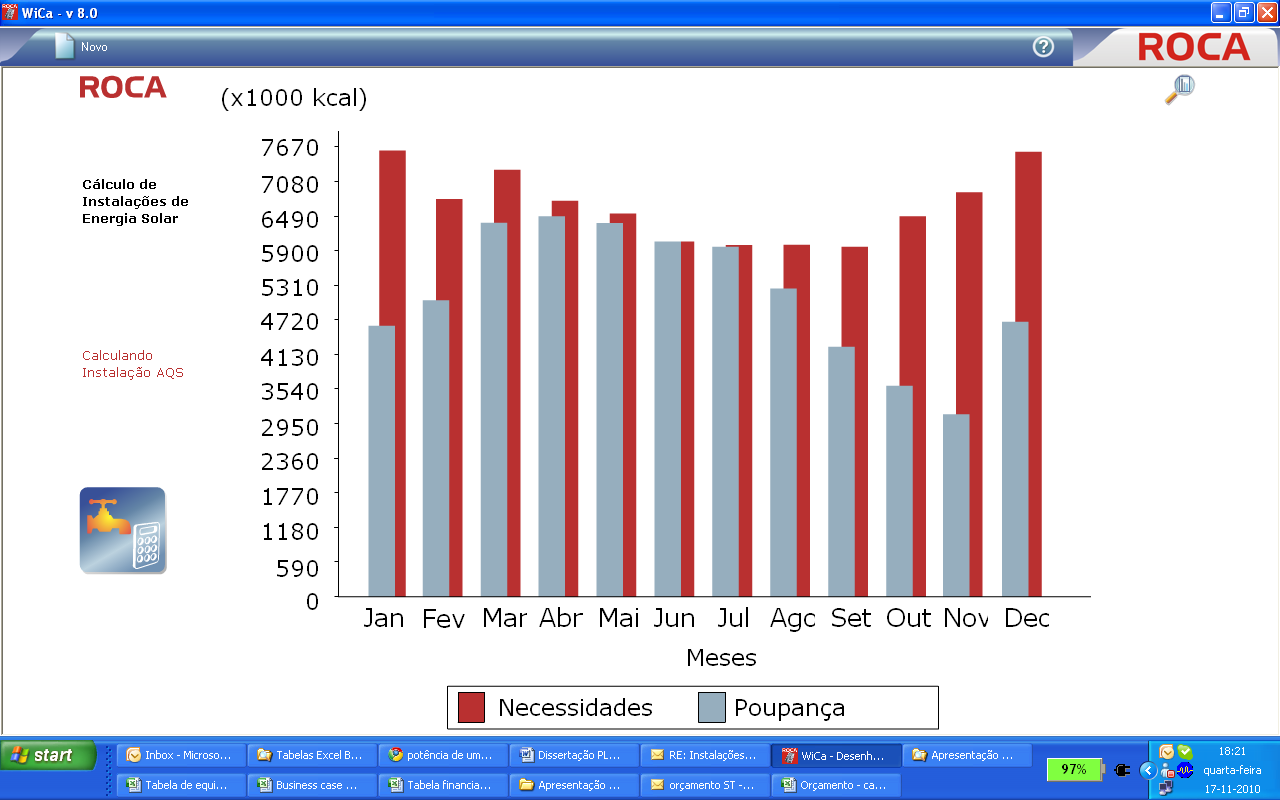 WiCa - v 8.0
Novo
ROCA
ROCA
(x1000 kcal)
Cálculo de
Instalações de
Energia Solar
Calculando
Instalação AQS
7670
7080
6490
5900
5310
4720
4130
3540
2950
2360
1770
1180
590
0
Jan Fev Mar Abr Mai Jun Jul Ago Set Out Nov Dec
Meses
Necessidades Poupança
start
Inbox - Microso... Tabelas Excel B... potência de um... Dissertação PL... RE: Instalações... WiCa - Desenh... Apresentação ...
Tabela de equi... Business case ... Tabela financia... Apresentação ... orçamento ST -... Orçamento - ca...
97%
18:21
quarta-feira
17-11-2010